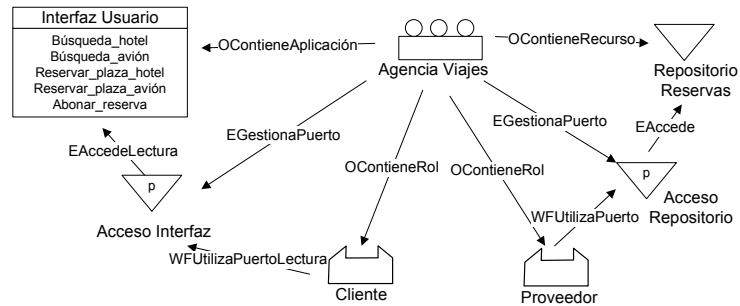 Interfaz Usuario
Búsqueda_hotel
Búsqueda_avión
Reservar_plaza_hotel
Reservar_plaza_avión
Abonar_reserva
OContieneAplicación
Agencia Viajes
OContieneRecurso
Repositorio
Reservas
EGestionaPuerto
EGestionaPuerto
EAccede
EAccedeLectura
OContieneRol
OContieneRol
p
p
Acceso Interfaz
Acceso
Repositorio
WFUtilizaPuerto
WFUtilizaPuertoLectura
Cliente
Proveedor